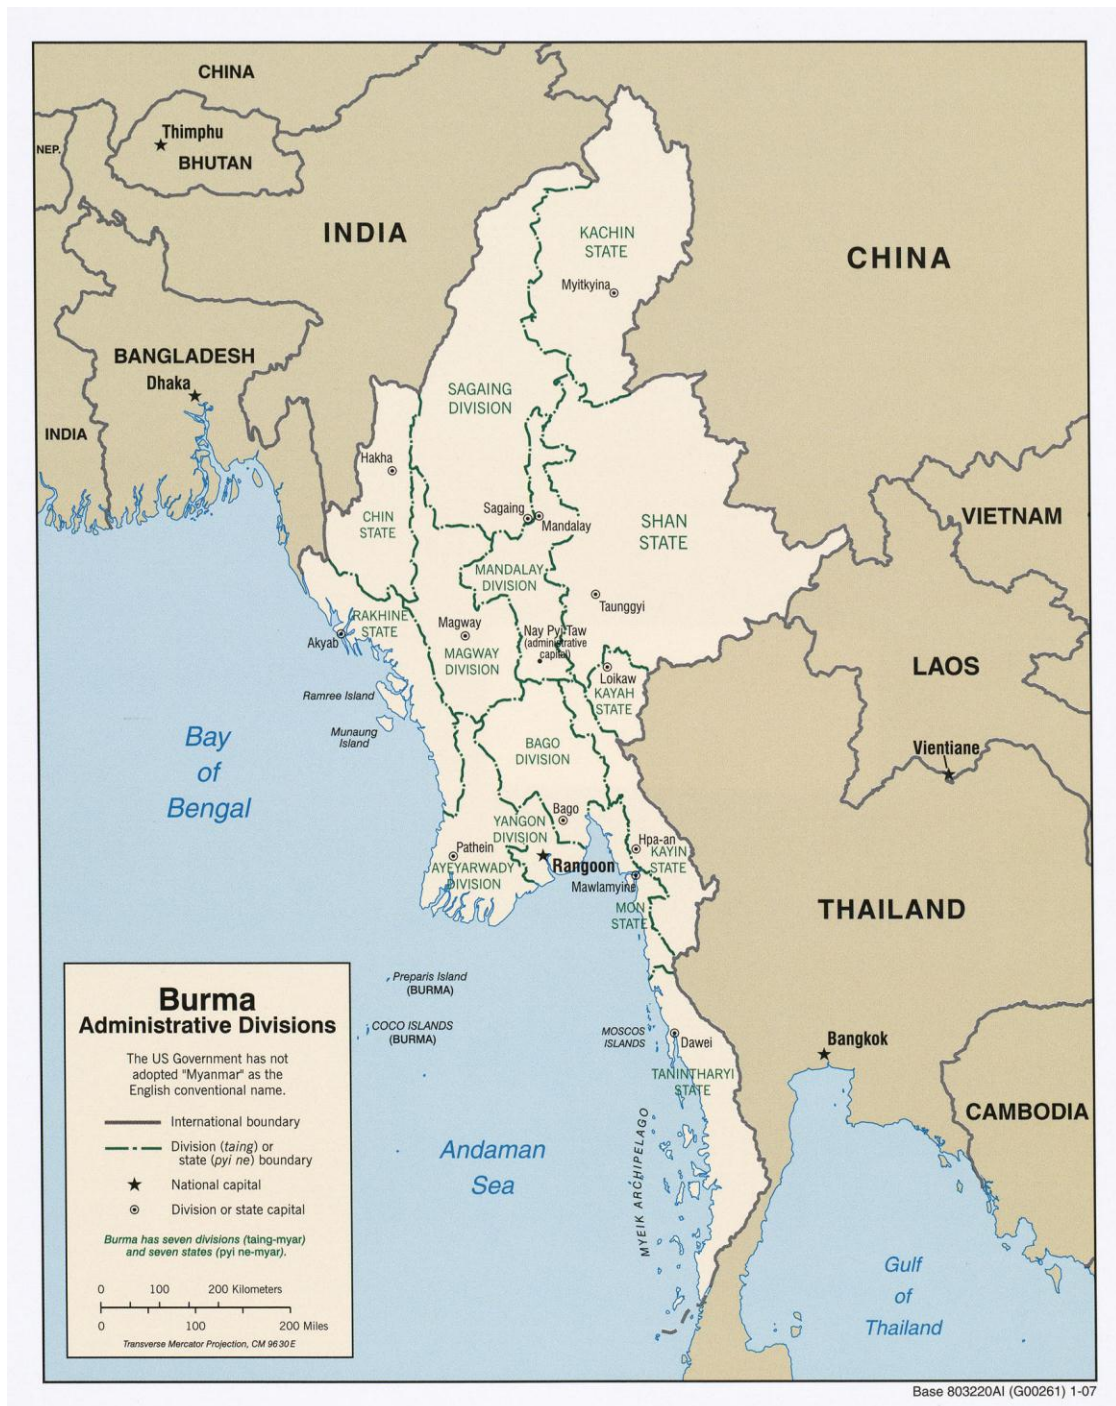 CHINA
Thimphu
NEP.
BHUTAN
INDIA
KACHIN
STATE
CHINA
Myitkyina
BANGLADESH
Dhaka
SAGAING
DIVISION
INDIA
Hakha
Sagaing
Mandalay
CHIN
STATE
SHAN
STATE
VIETNAM
MANDALAY
DIVISION
Taunggyi
RAKHINE
STATE
Akyab
Magway
MAGWAY
DIVISION
Nay Pyi Taw
(administrative
capital)
Loikaw
KAYAH
STATE
LAOS
Ramree Island
Munaung
Island
Bay
of
Bengal
BAGO
DIVISION
Vientiane
Bago
YANGON
DIVISION
Pathein
AYEYARWADY
DIVISION
Rangoon
Hpa-an
KAYIN
STATE
Mawlamyine
MON
STATE
THAILAND
Preparis Island
(BURMA)
COCO ISLANDS
(BURMA)
MOSCOS
ISLANDS
Dawei
Bangkok
TANINTHARYI
STATE
CAMBODIA
MYEIK ARCHIPELAGO
Andaman
Sea
Gulf
of
Thailand
Burma
Administrative Divisions
The US Government has not
adopted "Myanmar" as the
English conventional name.
International boundary
Division (taing) or
state (pyi ne) boundary
National capital
Division or state capital
Burma has seven divisions (taing-myar)
and seven states (pyi ne-myar).
0 100 200 Kilometers
0 100 200 Miles
Transverse Mercator Projection, CM 96 30 E
Base 803220AI (G00261) 1-07